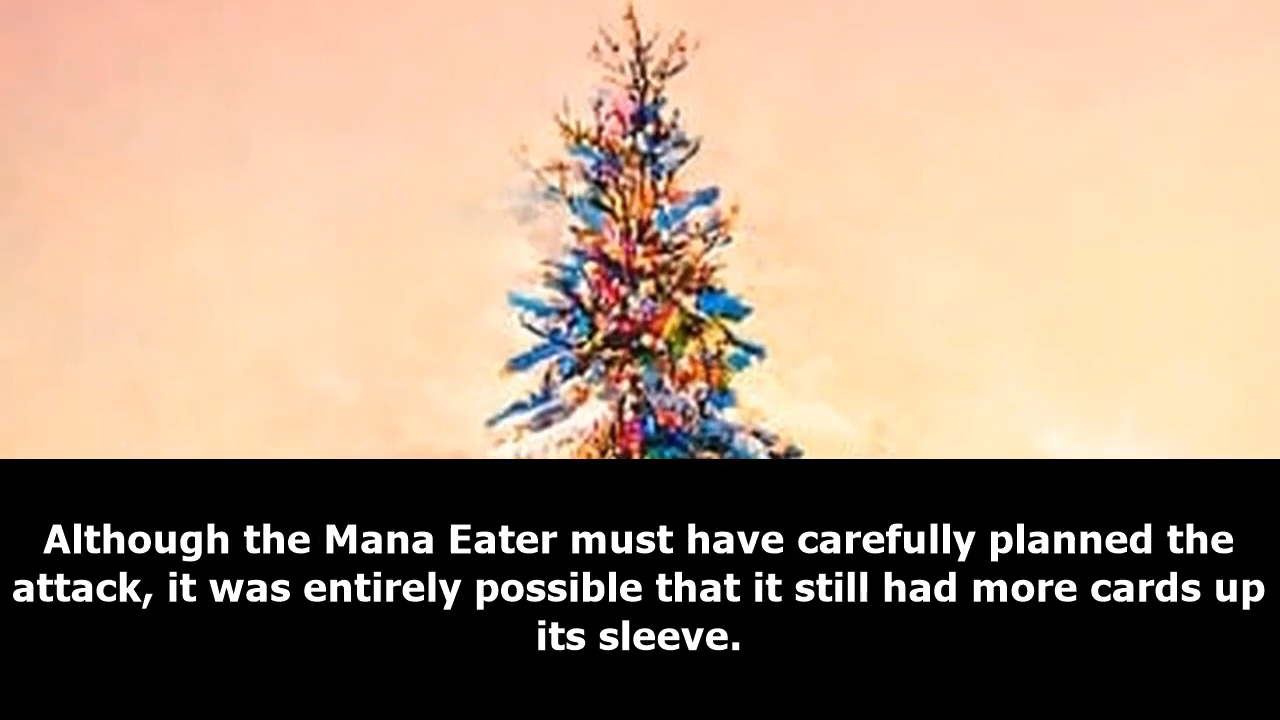 Although the Mana Eater must have carefully planned the
attack, it was entirely possible that it still had more cards up
its sleeve.